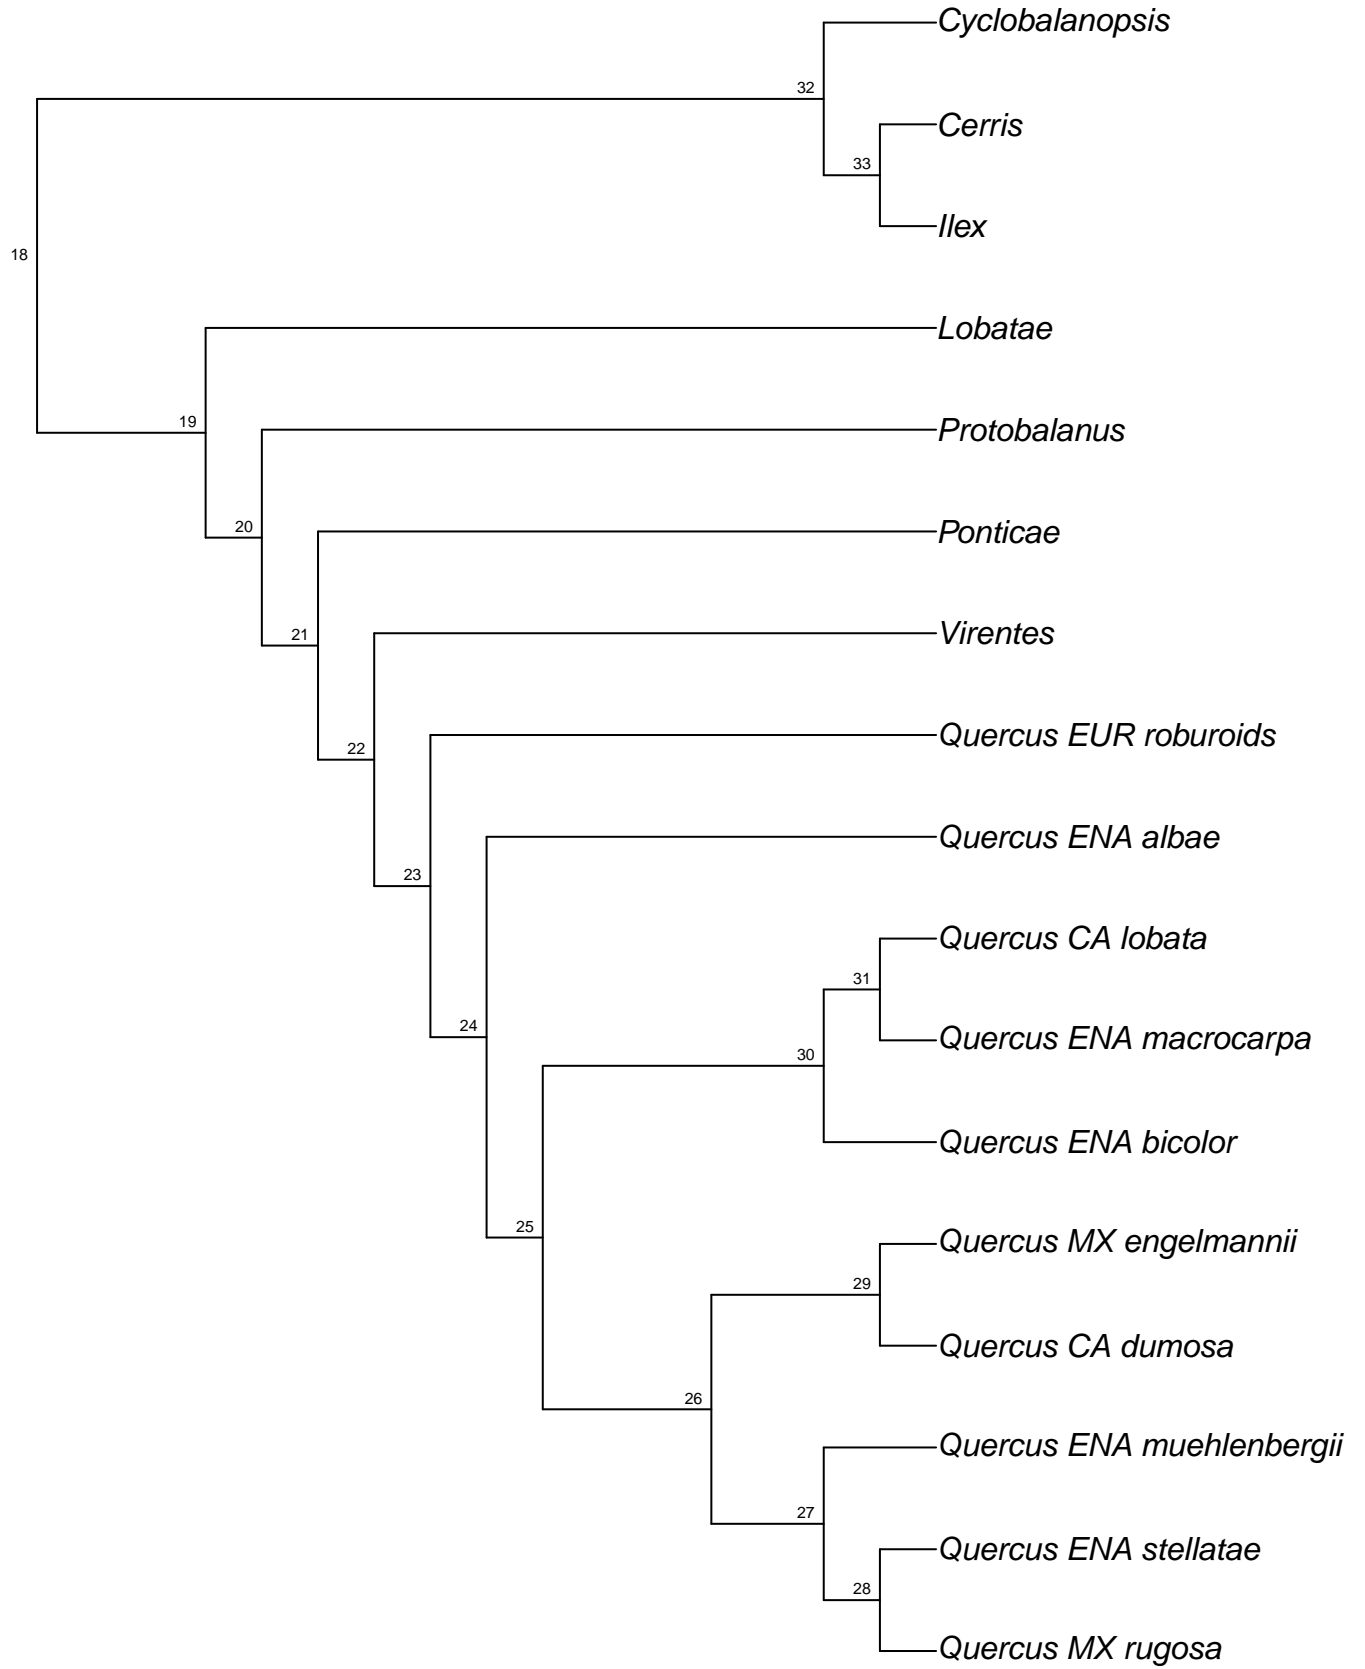 Cyclobalanopsis
32
Cerris
33
Ilex
18
Lobatae
19
Protobalanus
20
Ponticae
21
Virentes
22
Quercus EUR roburoids
Quercus ENA albae
23
Quercus CA lobata
31
24
Quercus ENA macrocarpa
30
Quercus ENA bicolor
25
Quercus MX engelmannii
29
Quercus CA dumosa
26
Quercus ENA muehlenbergii
27
Quercus ENA stellatae
28
Quercus MX rugosa